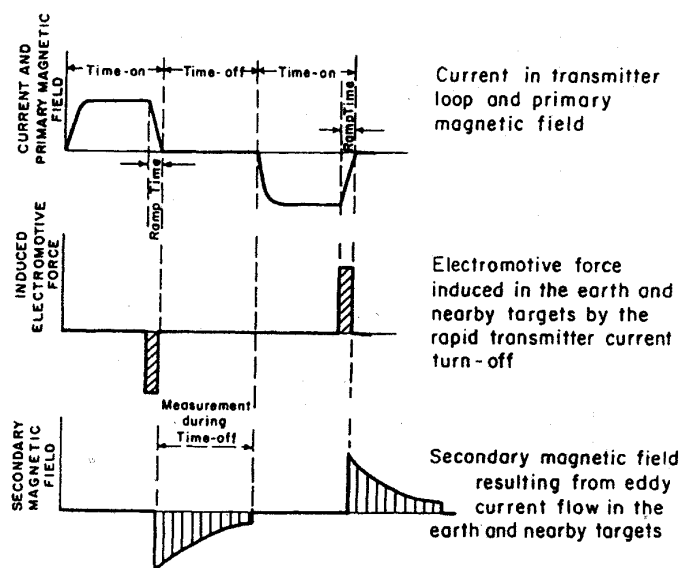 CURRENT AND
PRIMARY MAGNETIC
FIELD
Time-on
Time-off
Time-on
Ramp Time
Ramp Time
Current in transmitter
loop and primary
magnetic field
INDUCED
ELECTROMOTIVE
FORCE
Electromotive force
induced in the earth and
nearby targets by the
rapid transmitter current
turn-off
Measurement
during
Time-off
SECONDARY
MAGNETIC
FIELD
Secondary magnetic field
resulting from eddy
current flow in the
earth and nearby targets